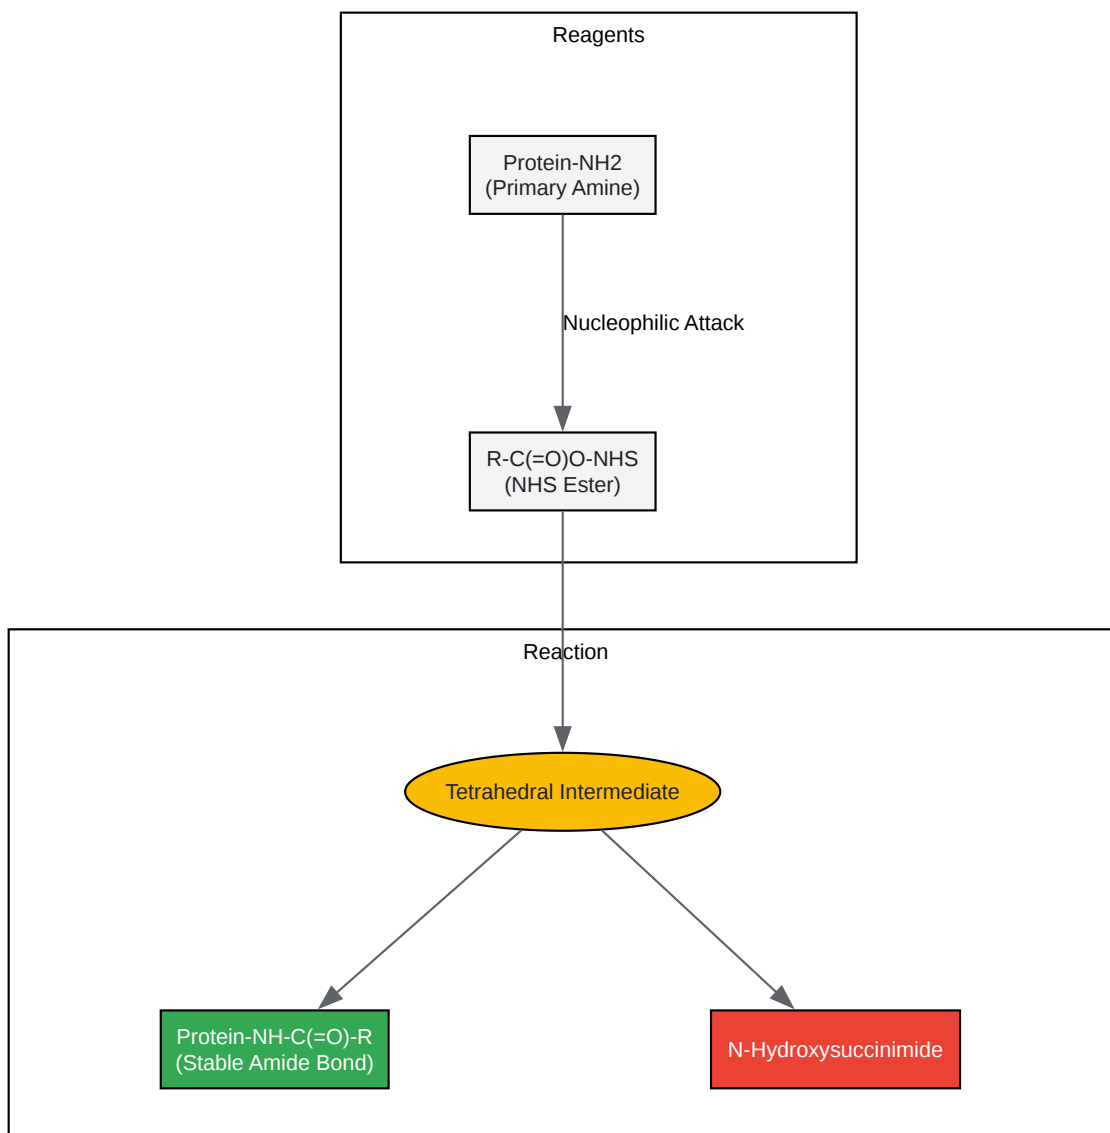 Reagents
Protein-NH2
(Primary Amine)
Nucleophilic Attack
R-C(=O)O-NHS
(NHS Ester)
Reaction
Tetrahedral Intermediate
Protein-NH-C(=O)-R
(Stable Amide Bond)
N-Hydroxysuccinimide